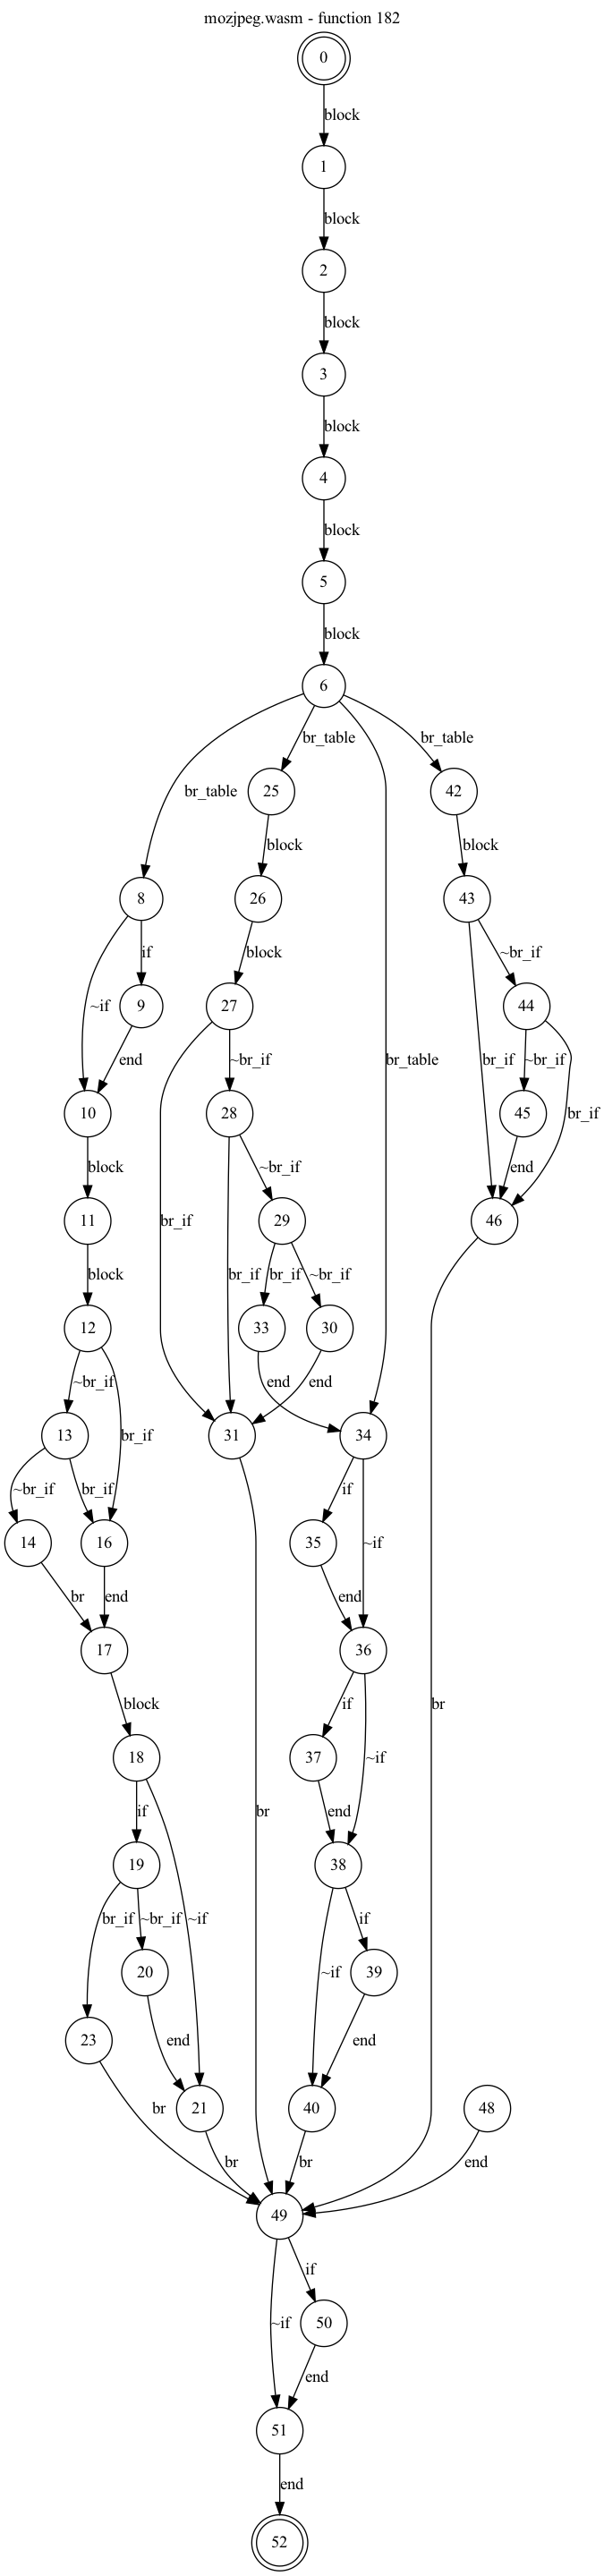 mozjpeg.wasm - function 182
0
block
1
block
2
block
3
block
4
block
5
block
6
br_table
br_table
br_table
25
42
block
block
8
26
43
if
block
~br_if
~if
9
27
44
end
~br_if
br_table
br_if
~br_if
10
28
45
br_if
block
~br_if
end
11
29
46
br_if
br_if
br_if
~br_if
block
12
33
30
~br_if
end
end
br_if
13
31
34
~br_if
br_if
if
~if
14
16
35
br
end
end
17
36
block
if
br
br
18
37
~if
if
end
19
38
br_if
~br_if
~if
if
~if
20
39
23
end
end
br
21
40
48
br
br
end
49
if
~if
50
end
51
end
52